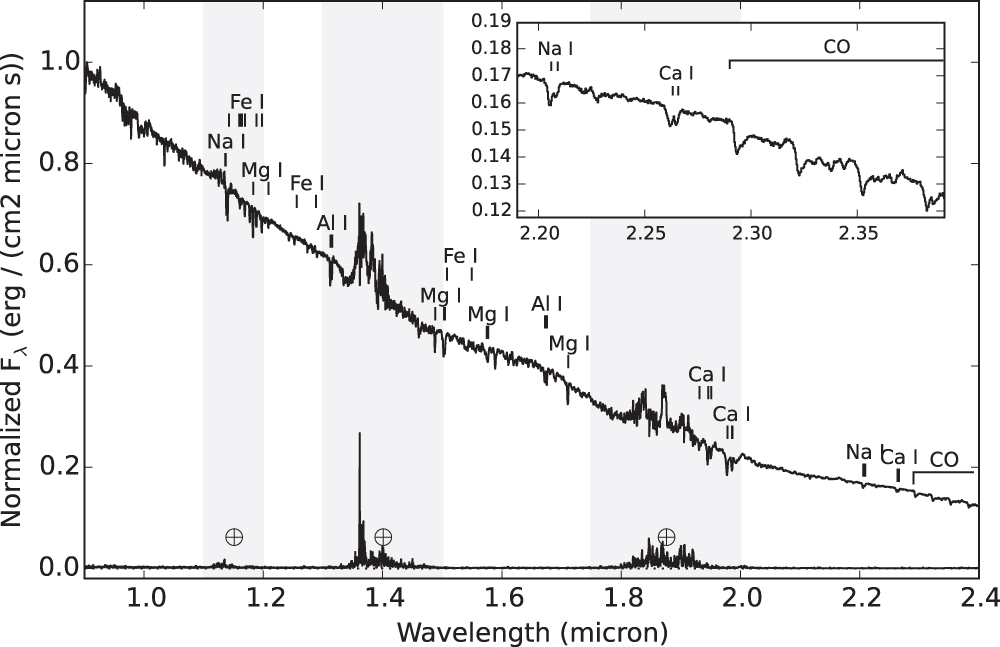 0.19
0.18
0.17
0.16
0.15
0.14
0.13
0.12
2.20 2.25 2.30 2.35
Na I
Ca I
CO
1.0
0.8
0.6
0.4
0.2
0.0
Normalized Fλ (erg / (cm2 micron s))
Fe I
Na I
Mg I
Fe I
Al I
Fe I
Mg I
Mg I
Al I
Mg I
Ca I
Ca I
Na I
Ca I
CO
1.0 1.2 1.4 1.6 1.8 2.0 2.2 2.4
Wavelength (micron)